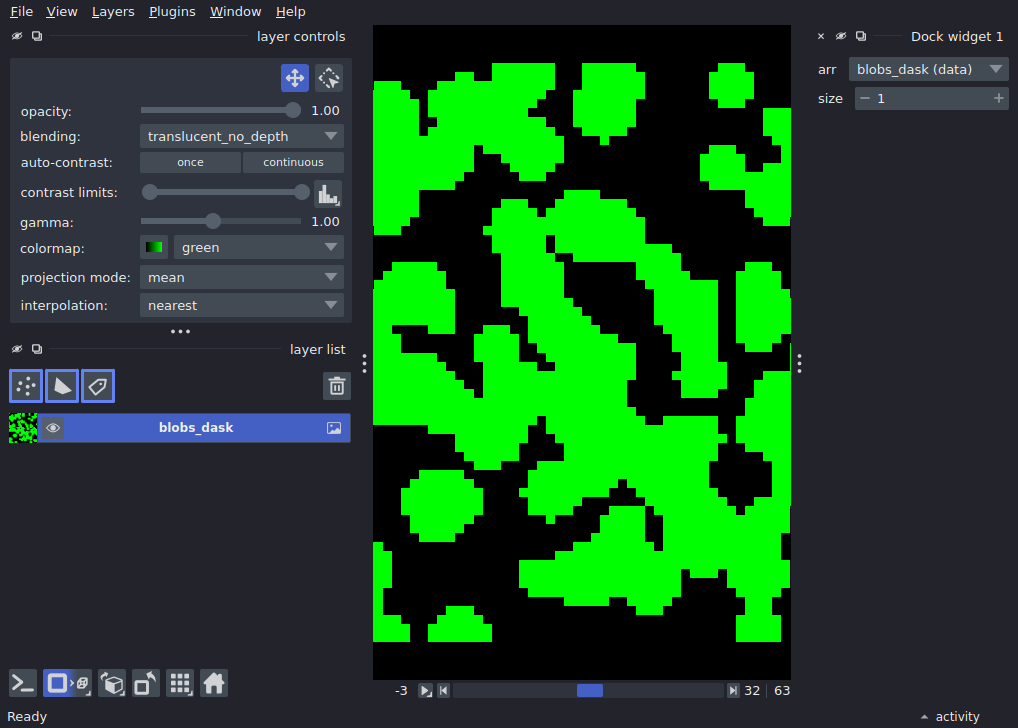 File View Layers Plugins Window Help
layer controls
opacity: 1.00
blending: translucent_no_depth
auto-contrast: once continuous
contrast limits:
gamma: 1.00
colormap: green
projection mode: mean
interpolation: nearest
layer list
blobs_dask
-3 32 63
Dock widget 1
arr blobs_dask (data)
size 1
Ready
activity